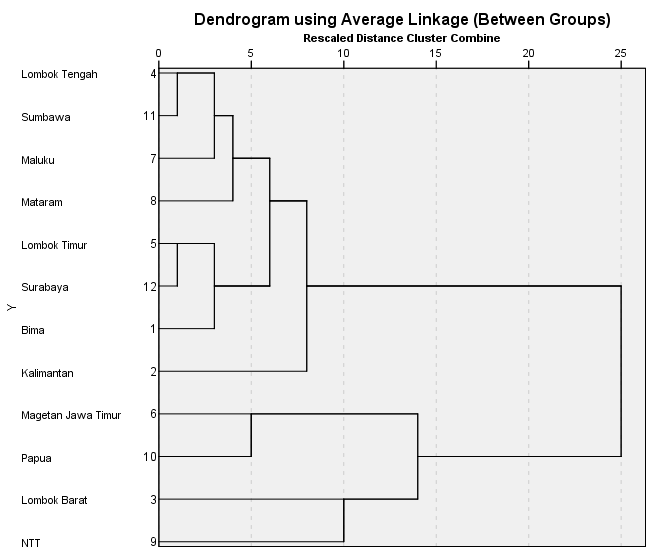 Dendrogram using Average Linkage (Between Groups)
Rescaled Distance Cluster Combine
0 5 10 15 20 25
Lombok Tengah 4
Sumbawa 11
Maluku 7
Mataram 8
Lombok Timur 5
Surabaya 12
Y
Bima 1
Kalimantan 2
Magetan Jawa Timur 6
Papua 10
Lombok Barat 3
NTT 9